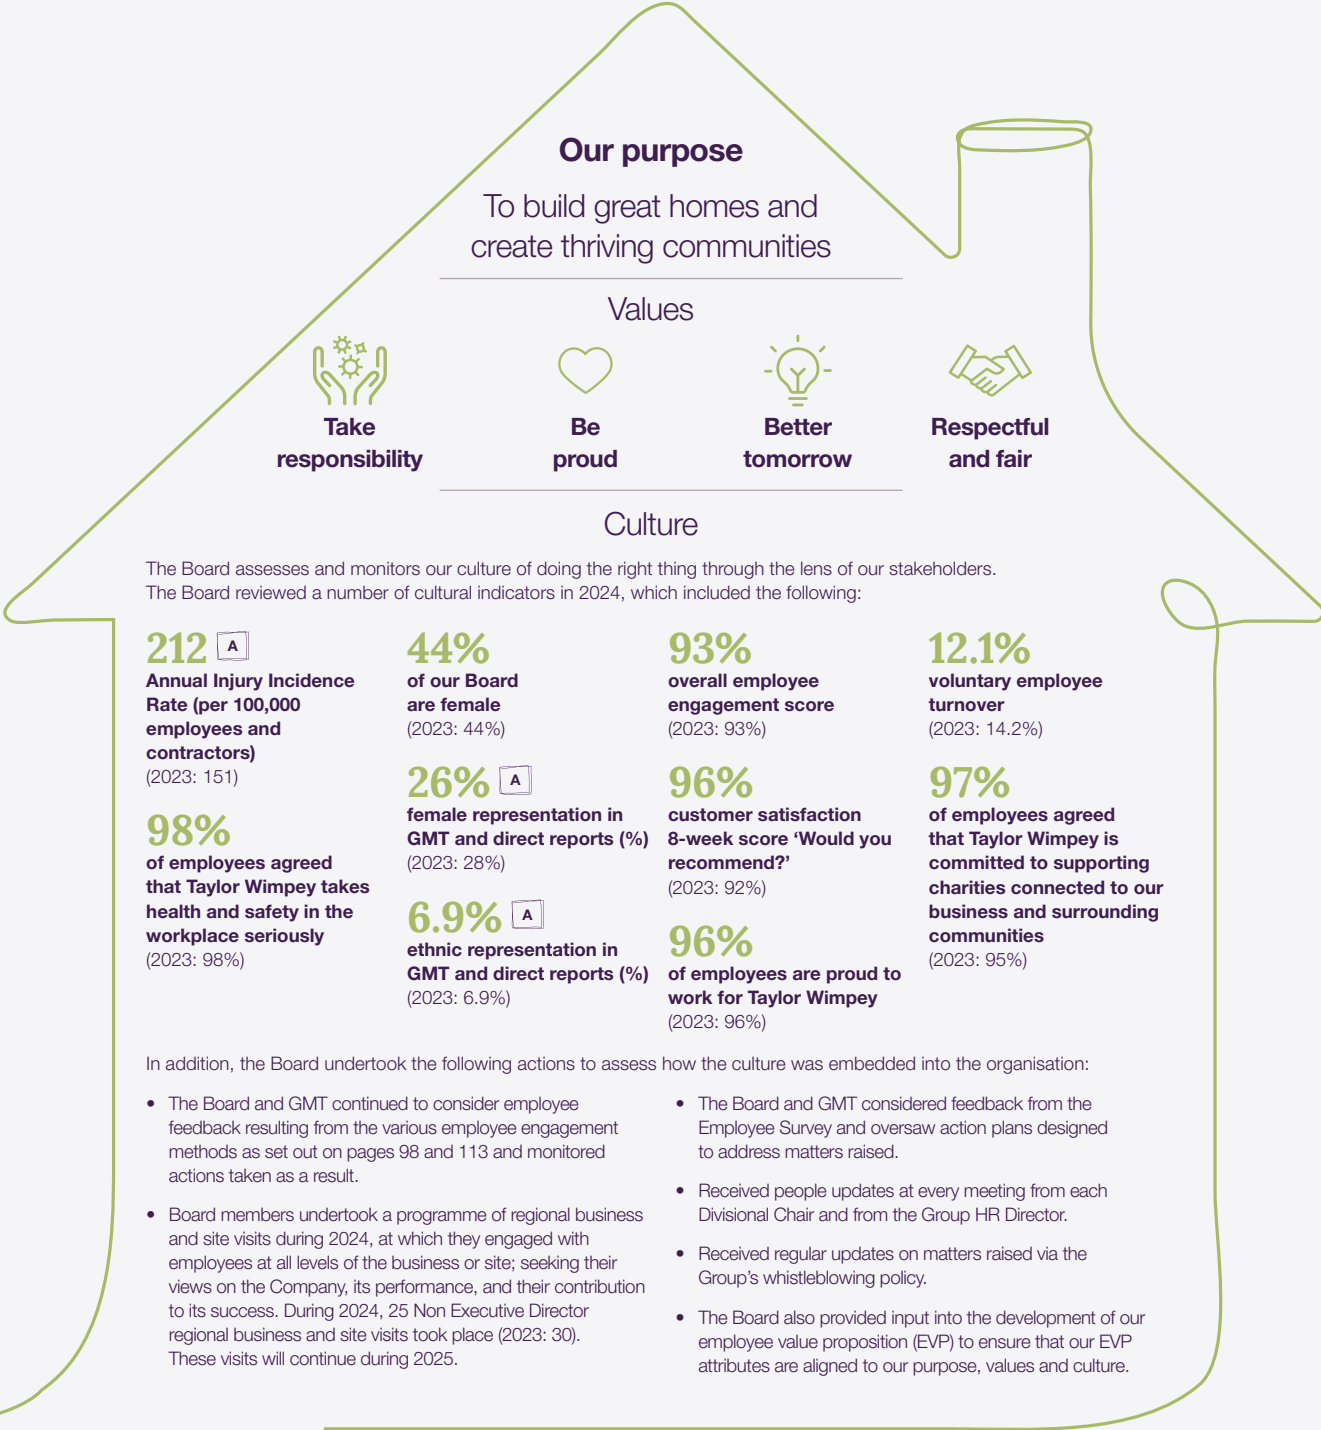 Our purpose
To build great homes and
create thriving communities
Values
Take
responsibility
Be
proud
Better
tomorrow
Respectful
and fair
Culture
The Board assesses and monitors our culture of doing the right thing through the lens of our stakeholders.
The Board reviewed a number of cultural indicators in 2024, which included the following:
212 A
Annual Injury Incidence
Rate (per 100,000
employees and
contractors)
(2023: 151)
98%
of employees agreed
that Taylor Wimpey takes
health and safety in the
workplace seriously
(2023: 98%)
44%
of our Board
are female
(2023: 44%)
26% A
female representation in
GMT and direct reports (%)
(2023: 28%)
6.9% A
ethnic representation in
GMT and direct reports (%)
(2023: 6.9%)
93%
overall employee
engagement score
(2023: 93%)
96%
customer satisfaction
8-week score ‘Would you
recommend?’
(2023: 92%)
96%
of employees are proud to
work for Taylor Wimpey
(2023: 96%)
12.1%
voluntary employee
turnover
(2023: 14.2%)
97%
of employees agreed
that Taylor Wimpey is
committed to supporting
charities connected to our
business and surrounding
communities
(2023: 95%)
In addition, the Board undertook the following actions to assess how the culture was embedded into the organisation:
• The Board and GMT continued to consider employee
feedback resulting from the various employee engagement
methods as set out on pages 98 and 113 and monitored
actions taken as a result.
• Board members undertook a programme of regional business
and site visits during 2024, at which they engaged with
employees at all levels of the business or site; seeking their
views on the Company, its performance, and their contribution
to its success. During 2024, 25 Non Executive Director
regional business and site visits took place (2023: 30).
These visits will continue during 2025.
• The Board and GMT considered feedback from the
Employee Survey and oversaw action plans designed
to address matters raised.
• Received people updates at every meeting from each
Divisional Chair and from the Group HR Director.
• Received regular updates on matters raised via the
Group’s whistleblowing policy.
• The Board also provided input into the development of our
employee value proposition (EVP) to ensure that our EVP
attributes are aligned to our purpose, values and culture.